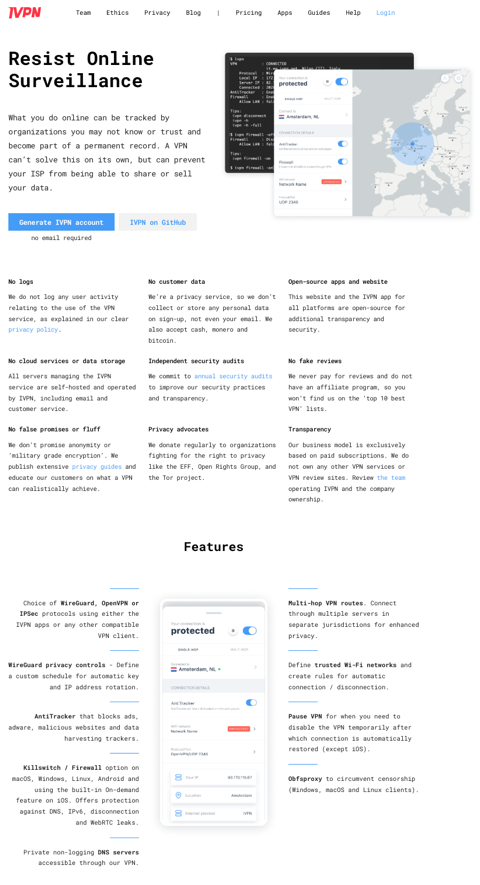 IVPN
Team Ethics Privacy Blog | Pricing Apps Guides Help Login
Resist Online
Surveillance
What you do online can be tracked by
organizations you may not know or trust and
become part of a permanent record. A VPN
can't solve this on its own, but can prevent
your ISP from being able to share or sell
your data.
Generate IVPN account
IVPN on GitHub
no email required
$ ivpn
VPN : CONNECTED
Tips:
protected
Amsterdam, NL
CONNECTION DETAILS
AntiTracker
Firewall
Network Name
No logs
We do not log any user activity
relating to the use of the VPN
service, as explained in our clear
privacy policy.
No customer data
We're a privacy service, so we don't
collect or store any personal data
on sign-up, not even your email. We
also accept cash, monero and
bitcoin.
Open-source apps and website
This website and the IVPN app for
all platforms are open-source for
additional transparency and
security.
No cloud services or data storage
All servers managing the IVPN
service are self-hosted and operated
by IVPN, including email and
customer service.
Independent security audits
We commit to annual security audits
to improve our security practices
and transparency.
No fake reviews
We never pay for reviews and do not
have an affiliate program, so you
won't find us on the 'top 10 best
VPN' lists.
No false promises or fluff
We don't promise anonymity or
'military grade encryption'. We
publish extensive privacy guides and
educate our customers on what a VPN
can realistically achieve.
Privacy advocates
We donate regularly to organizations
fighting for the right to privacy
like the EFF, Open Rights Group, and
the Tor project.
Transparency
Our business model is exclusively
based on paid subscriptions. We do
not own any other VPN services or
VPN review sites. Review the team
operating IVPN and the company
ownership.
Features
Choice of WireGuard, OpenVPN or
IPSec protocols using either the
IVPN apps or any other compatible
VPN client.
WireGuard privacy controls - Define
a custom schedule for automatic key
and IP address rotation.
AntiTracker that blocks ads,
adware, malicious websites and data
harvesting trackers.
Killswitch / Firewall option on
macOS, Windows, Linux, Android and
using the built-in On-demand
feature on iOS. Offers protection
against DNS, IPv6, disconnection
and WebRTC leaks.
Private non-logging DNS servers
accessible through our VPN.
Your connection is
protected
SINGLE-HOP MULTI-HOP
Connected to
Amsterdam, NL
CONNECTION DETAILS
AntiTracker
WiFi network
Network Name
OpenVPN/UDP 2049
Your IP
Location Amsterdam
Internet provider IVPN
Multi-hop VPN routes. Connect
through multiple servers in
separate jurisdictions for enhanced
privacy.
Define trusted Wi-Fi networks and
create rules for automatic
connection / disconnection.
Pause VPN for when you need to
disable the VPN temporarily after
which connection is automatically
restored (except iOS).
Obfsproxy to circumvent censorship
(Windows, macOS and Linux clients).